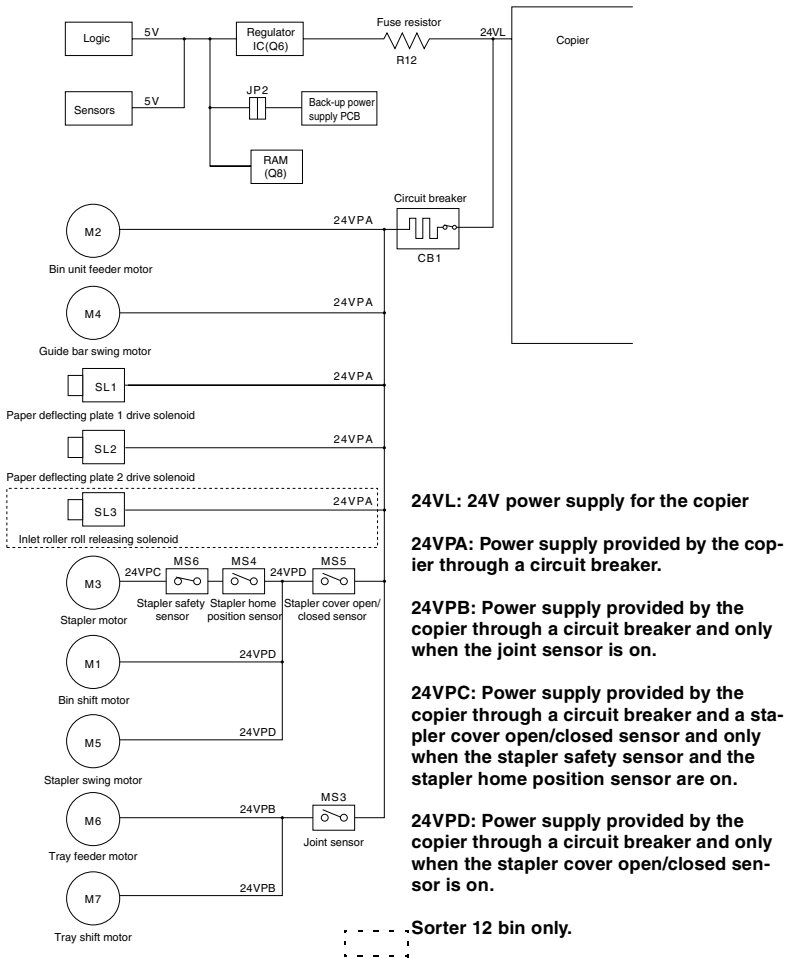 Logic
5V
Regulator
IC(Q6)
Fuse resistor
R12
24VL
Copier
Sensors
5V
JP2
Back-up power
supply PCB
RAM
(Q8)
Circuit breaker
CB1
M2
24VPA
Bin unit feeder motor
M4
24VPA
Guide bar swing motor
SL1
24VPA
Paper deflecting plate 1 drive solenoid
SL2
24VPA
Paper deflecting plate 2 drive solenoid
SL3
24VPA
Inlet roller roll releasing solenoid
M3
24VPC
MS6
MS4
24VPD
MS5
Stapler motor
Stapler safety
sensor
Stapler home
position sensor
Stapler cover open/
closed sensor
M1
24VPD
Bin shift motor
M5
24VPD
Stapler swing motor
M6
24VPB
MS3
Joint sensor
Tray feeder motor
M7
24VPB
Tray shift motor
24VL: 24V power supply for the copier
24VPA: Power supply provided by the cop-
ier through a circuit breaker.
24VPB: Power supply provided by the
copier through a circuit breaker and only
when the joint sensor is on.
24VPC: Power supply provided by the
copier through a circuit breaker and a sta-
pler cover open/closed sensor and only
when the stapler safety sensor and the
stapler home position sensor are on.
24VPD: Power supply provided by the
copier through a circuit breaker and only
when the stapler cover open/closed sen-
sor is on.
Sorter 12 bin only.